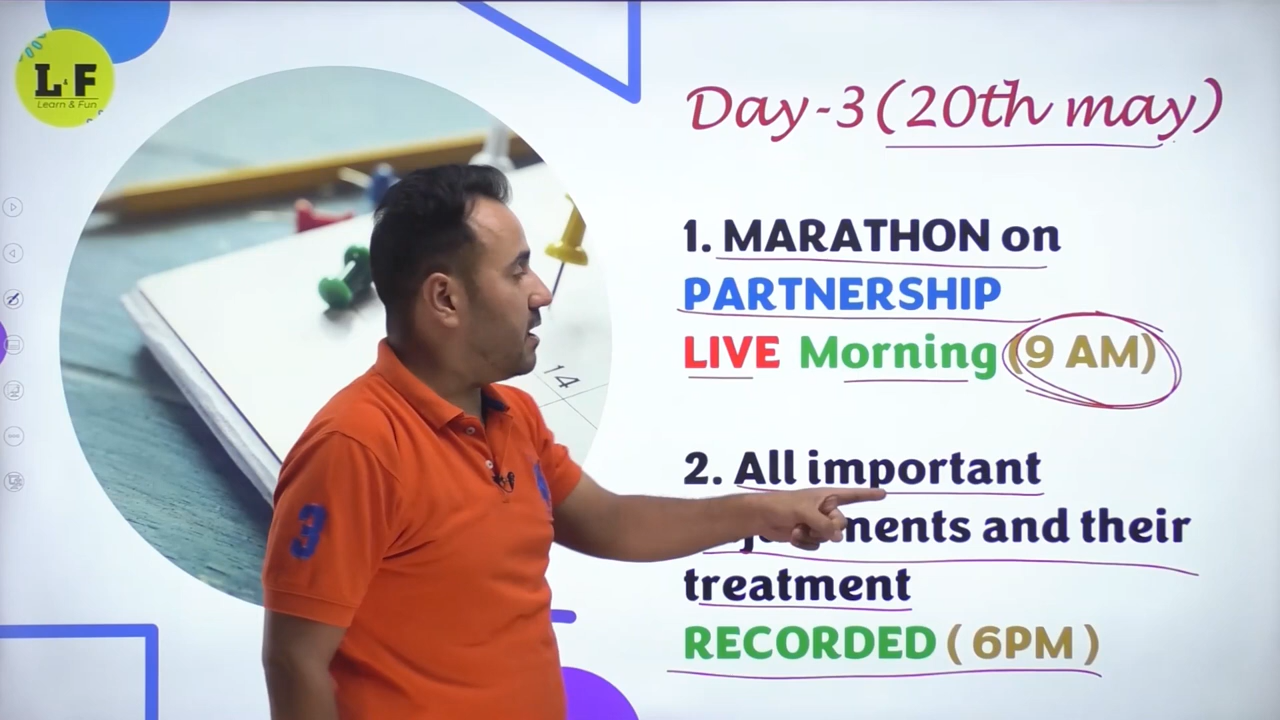 L&F
Learn & Fun
Day-3 (20th may)
1. MARATHON on
PARTNERSHIP
LIVE Morning (9 AM)
2. All important
and their
treatment
RECORDED ( 6PM )
14
3